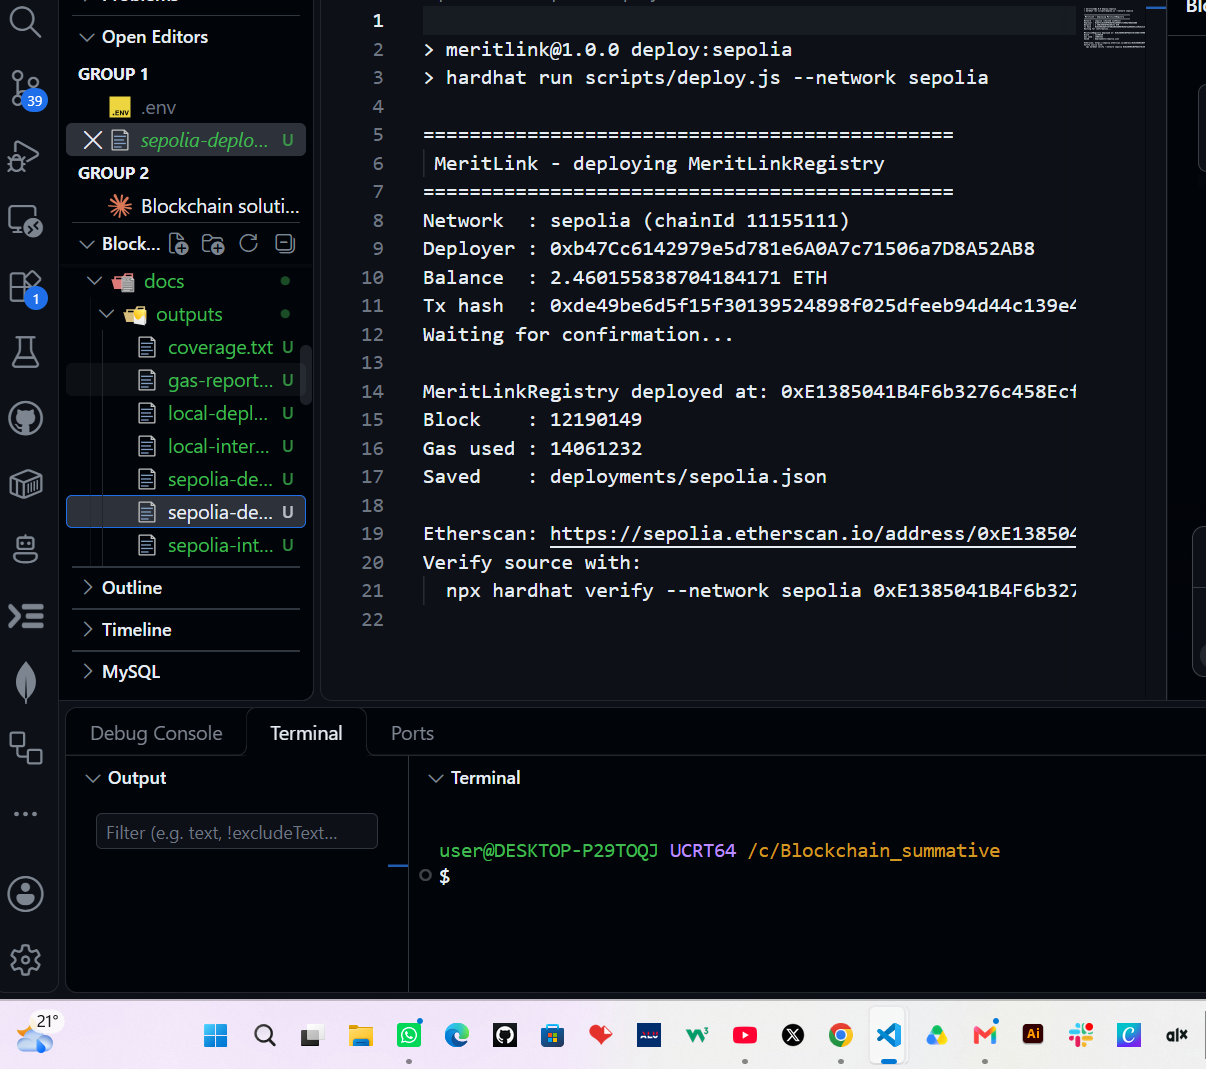 Open Editors
GROUP 1
.env
sepolia-deplo... U
GROUP 2
Blockchain soluti...
Block...
docs
outputs
coverage.txt U
gas-report... U
local-depl... U
local-inter... U
sepolia-de... U
sepolia-de... U
sepolia-int... U
Outline
Timeline
MySQL
39
1
1
2 > meritlink@1.0.0 deploy:sepolia
3 > hardhat run scripts/deploy.js --network sepolia
4
5 ==============================================
6 MeritLink - deploying MeritLinkRegistry
7 ==============================================
8 Network : sepolia (chainId 11155111)
9 Deployer : 0xb47Cc6142979e5d781e6A0A7c71506a7D8A52AB8
10 Balance : 2.460155838704184171 ETH
11 Tx hash : 0xde49be6d5f15f30139524898f025dfeeb94d44c139e4
12 Waiting for confirmation...
13
14 MeritLinkRegistry deployed at: 0xE1385041B4F6b3276c458Ecf
15 Block : 12190149
16 Gas used : 14061232
17 Saved : deployments/sepolia.json
18
19 Etherscan: https://sepolia.etherscan.io/address/0xE138504
20 Verify source with:
21 npx hardhat verify --network sepolia 0xE1385041B4F6b327
22
Blo
Debug Console
Terminal
Ports
Output
Filter (e.g. text, !excludeText...
Terminal
user@DESKTOP-P29TOQJ UCRT64 /c/Blockchain_summative
$
21°
ALU
Ai
alx